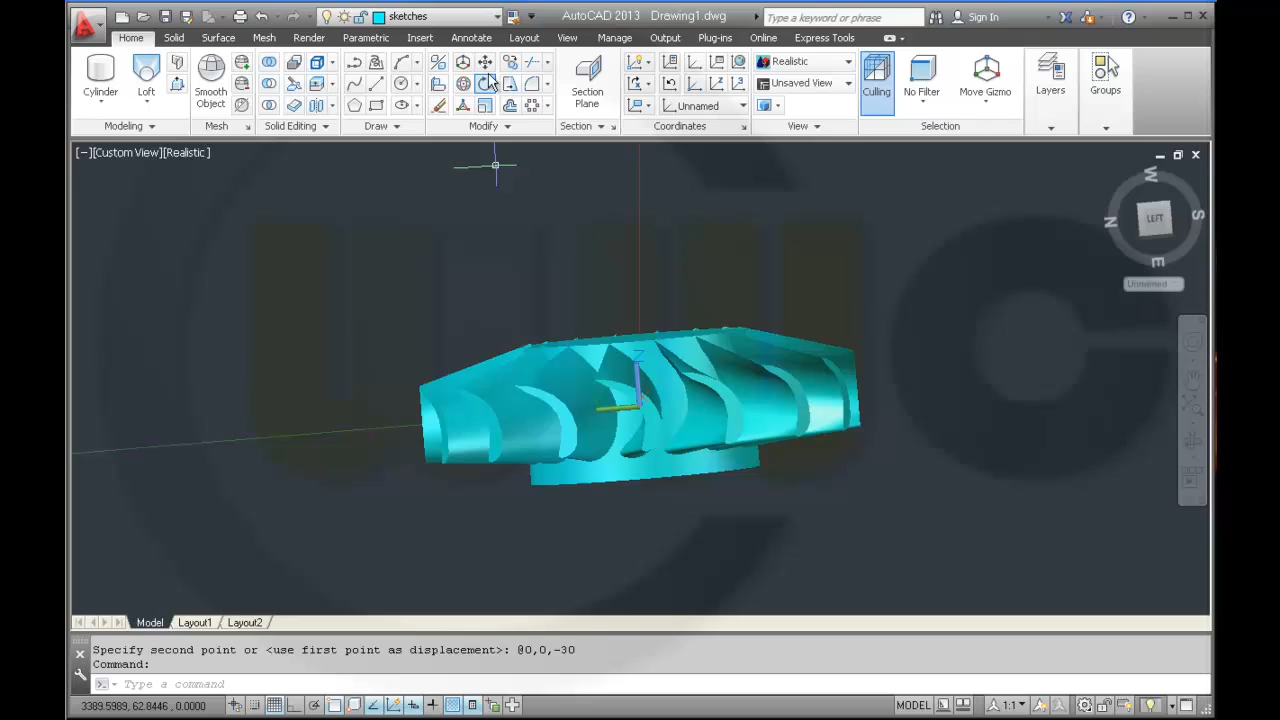 AutoCAD 2013 Drawing1.dwg
sketches
Type a keyword or phrase
Sign In
Home Solid Surface Mesh Render Parametric Insert Annotate Layout View Manage Output Plug-ins Online Express Tools
Cylinder
Loft
Smooth Object
Section Plane
Realistic
Unsaved View
Unnamed
Culling
No Filter
Move Gizmo
Layers
Groups
Modeling Mesh Solid Editing Draw Modify Section Coordinates View Selection
[−][Custom View][Realistic]
W
N
S
E
LEFT
Unnamed
Z
Model Layout1 Layout2
Specify second point or <use first point as displacement>: @0,0,-30
Command:
Type a command
3389.5989, 62.8446 , 0.0000
MODEL
1:1